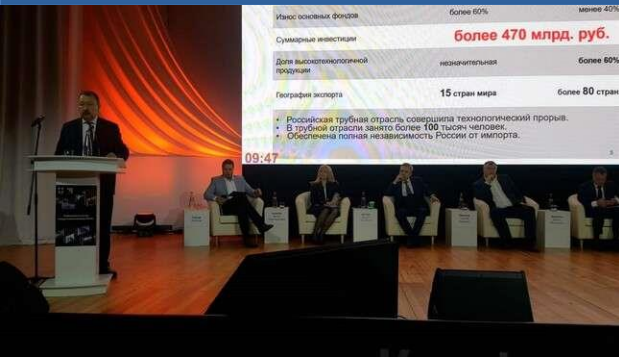 Износ основных фондов более 60% менее 40%
Суммарные инвестиции более 470 млрд. руб.
Доля высокотехнологичной
продукции незначительная более 60%
География экспорта 15 стран мира более 80 стран
• Российская трубная отрасль совершила технологический прорыв.
• В трубной отрасли занято более 100 тысяч человек.
• Обеспечена полная независимость России от импорта.
09:47
3